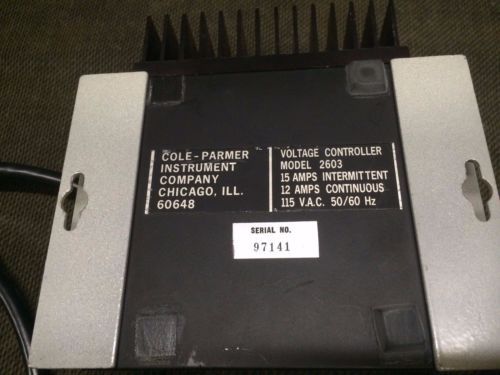 COLE-PARMER
INSTRUMENT
COMPANY
CHICAGO, ILL.
60648
VOLTAGE CONTROLLER
MODEL 2603
15 AMPS INTERMITTENT
12 AMPS CONTINUOUS
115 V.A.C. 50/60 Hz
SERIAL NO.
97141